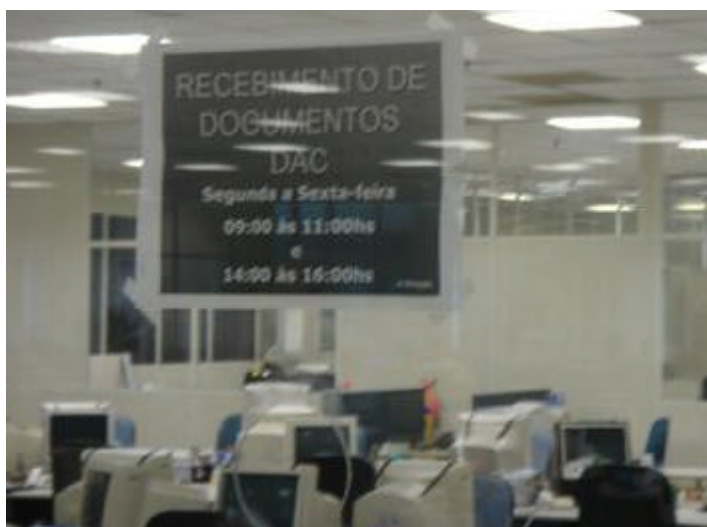 RECEBIMENTO DE
DOCUMENTOS
DAC
Segunda a Sexta-feira
09:00 às 11:00hs
e
14:00 às 16:00hs